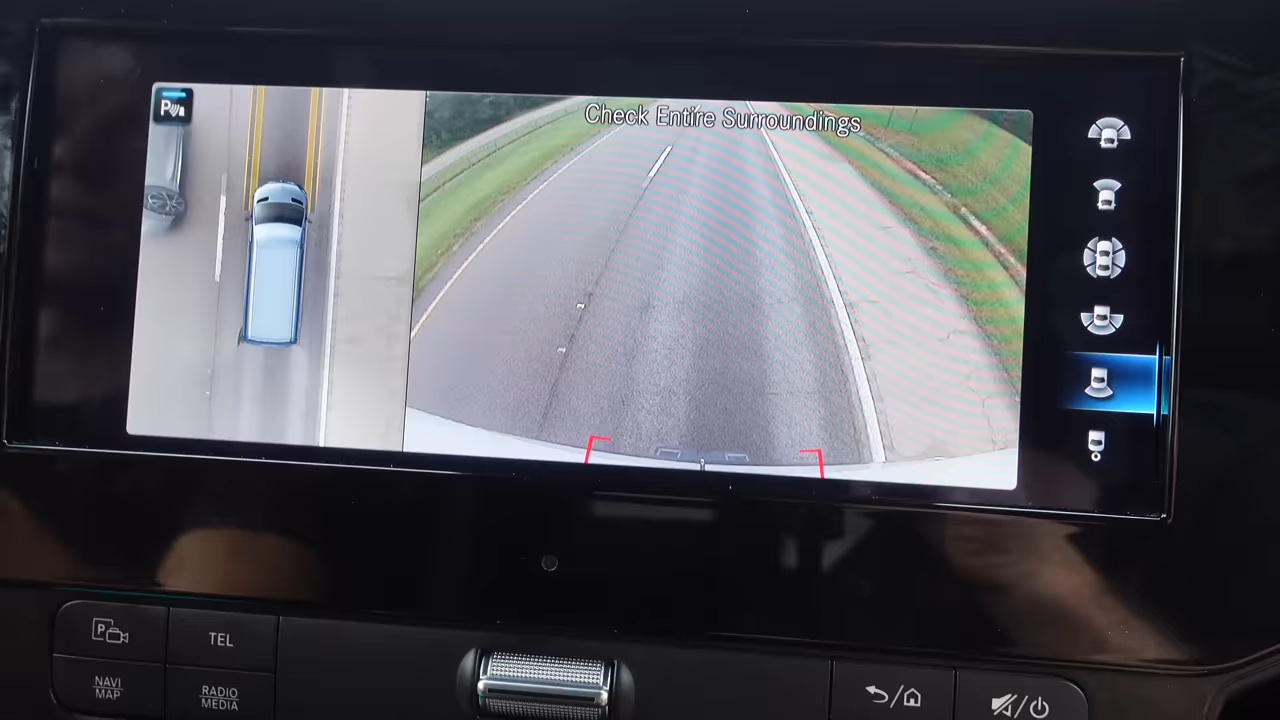 P
Check Entire Surroundings
P
TEL
NAVI
MAP
RADIO
MEDIA